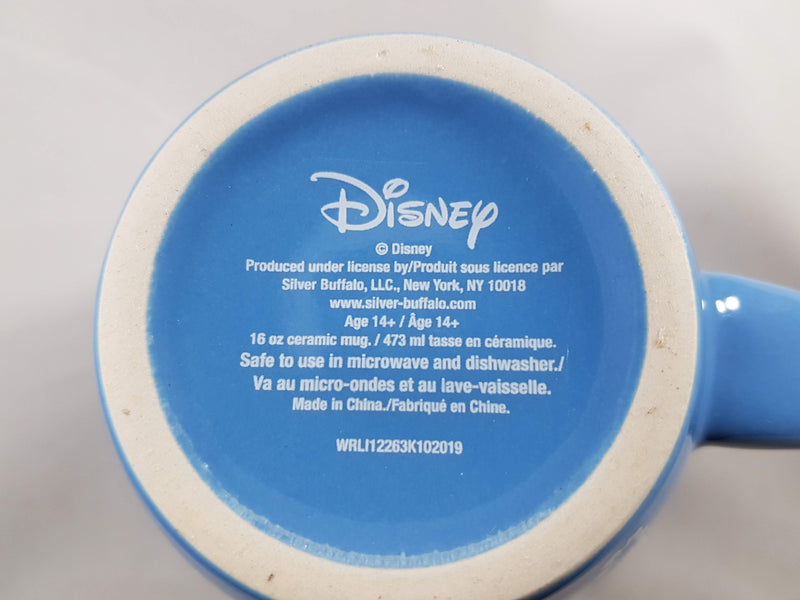 Disney
© Disney
Produced under license by/Produit sous licence par
Silver Buffalo, LLC., New York, NY 10018
www.silver-buffalo.com
Age 14+ / Âge 14+
16 oz ceramic mug. / 473 ml tasse en céramique.
Safe to use in microwave and dishwasher./
Va au micro-ondes et au lave-vaisselle.
Made in China./Fabriqué en Chine.
WRLI12263K102019